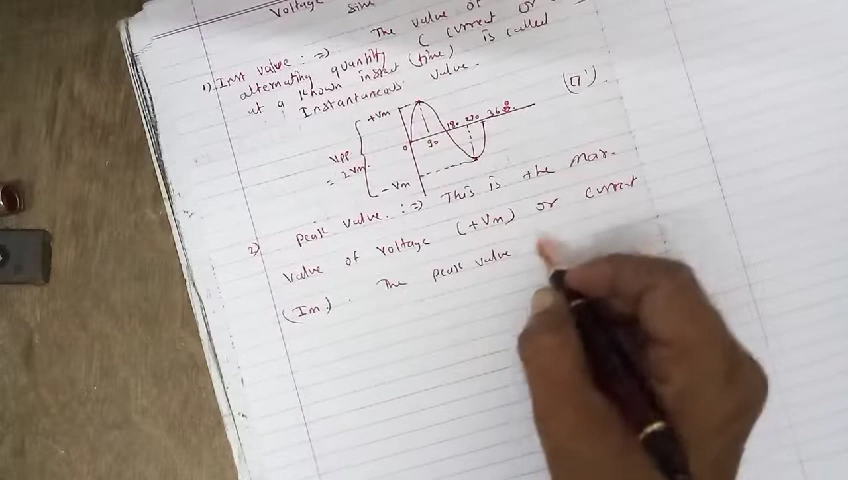 Voltage sine
The value of
1). Inst value :=>
alternating quantity (current or
at a known instant (time) is called
Instantaneous value.
(T).
+Vm
VPP
= 2Vm.
0 90 180 270 360
-Vm
2) Peak value :=> This is the max.
value of voltage (+Vm) or current
(Im). The peak value